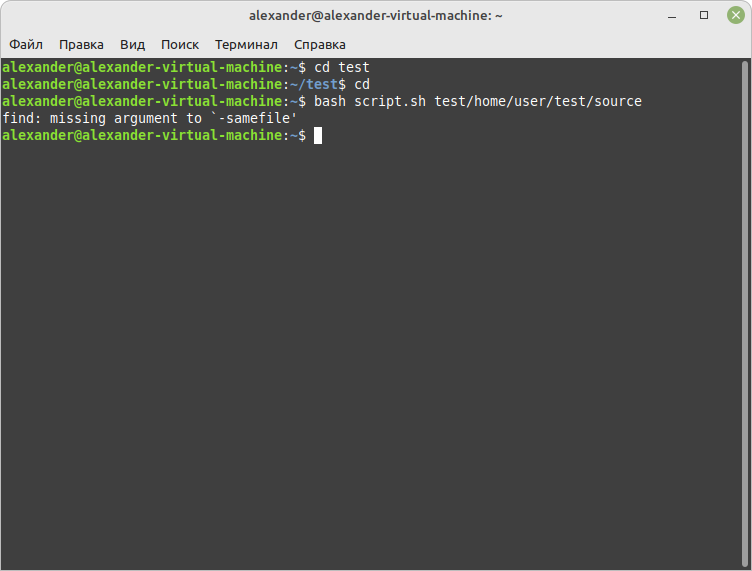 alexander@alexander-virtual-machine: ~
Файл Правка Вид Поиск Терминал Справка
alexander@alexander-virtual-machine:~$ cd test
alexander@alexander-virtual-machine:~/test$ cd
alexander@alexander-virtual-machine:~$ bash script.sh test/home/user/test/source
find: missing argument to `-samefile'
alexander@alexander-virtual-machine:~$